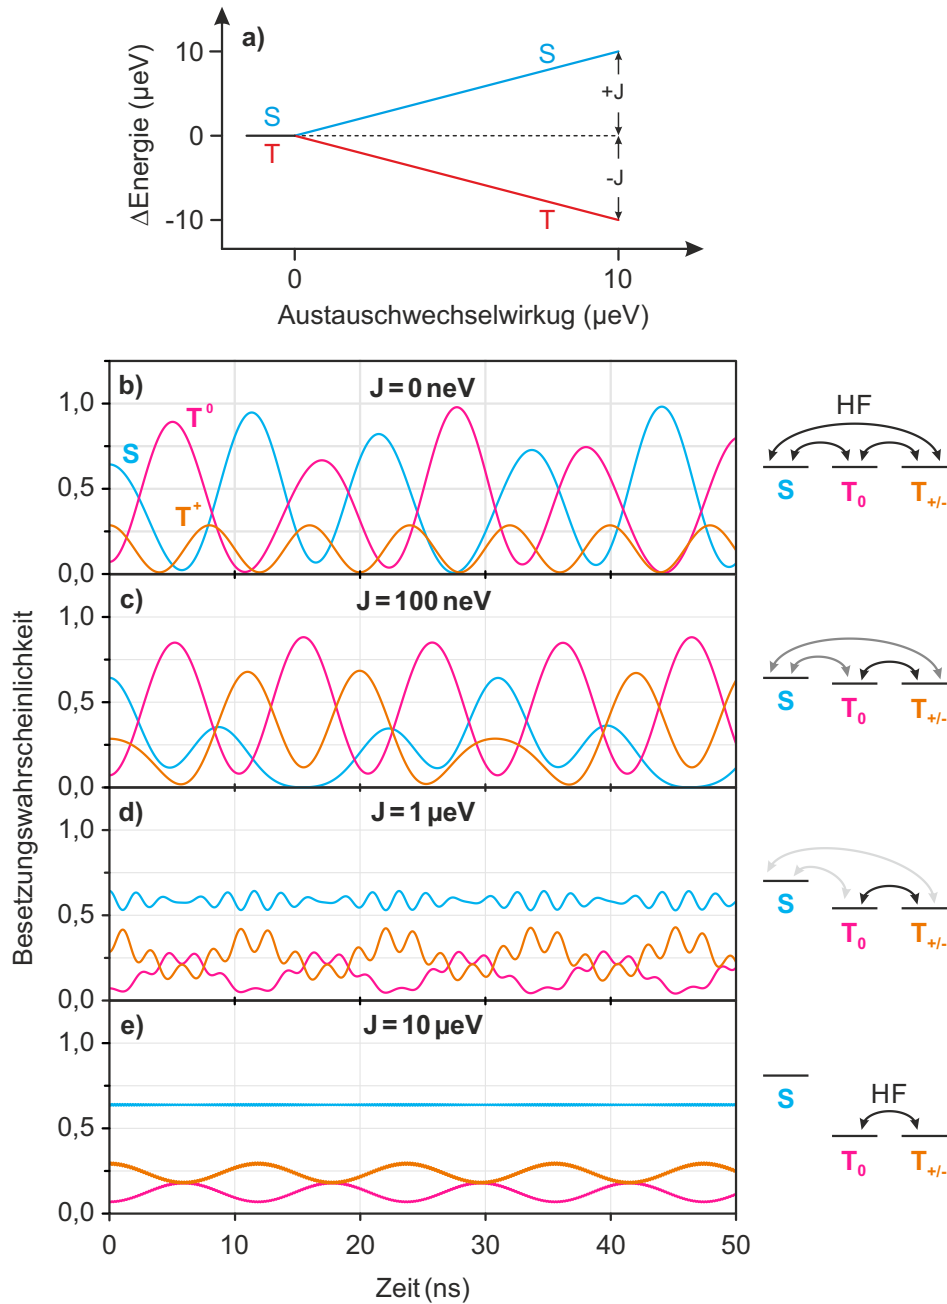 a)
ΔEnergie (µeV)
10
0
-10
S
T
S
T
+J
-J
0
10
Austauschwechselwirkug (µeV)
Besetzungswahrscheinlichkeit
b)
J = 0 neV
1,0
0,5
0,0
S
T⁰
T⁺
HF
S
T₀
T₊/₋
c)
J = 100 neV
1,0
0,5
0,0
S
T₀
T₊/₋
d)
J = 1 µeV
1,0
0,5
0,0
S
T₀
T₊/₋
e)
J = 10 µeV
1,0
0,5
0,0
HF
S
T₀
T₊/₋
0
10
20
30
40
50
Zeit (ns)